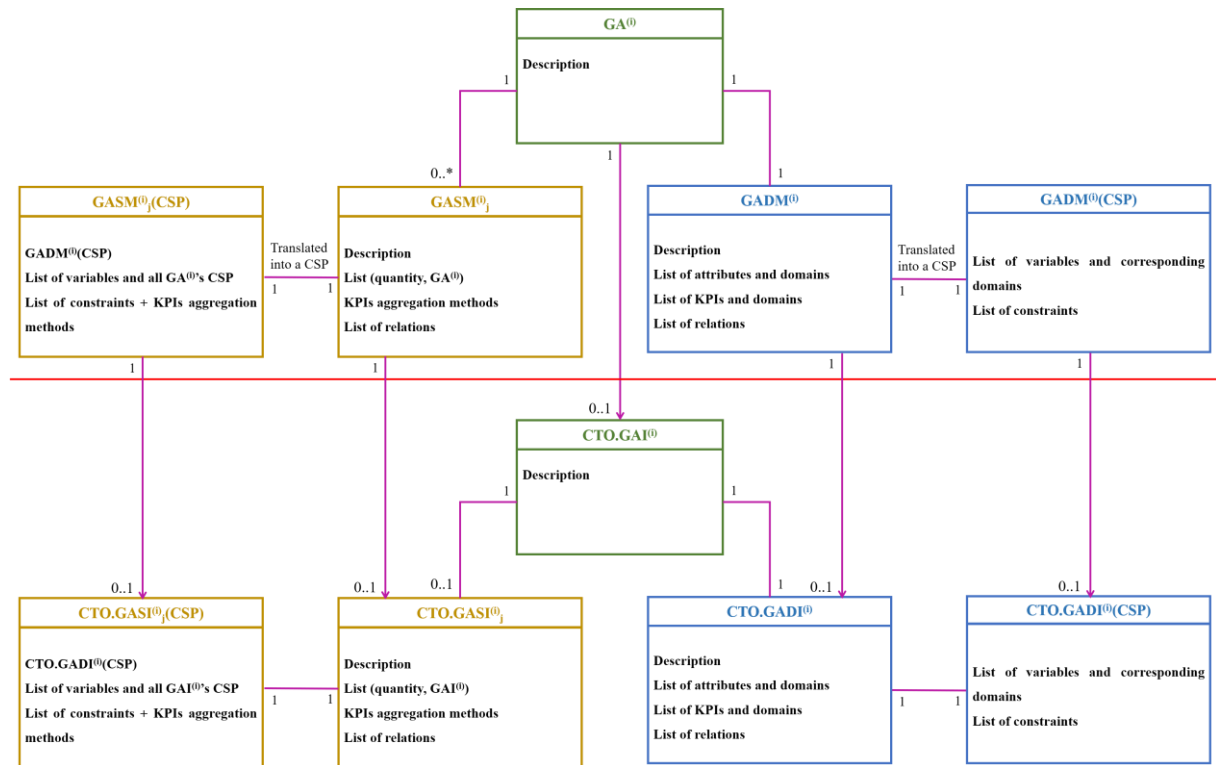 GA⁽ⁱ⁾
Description
1
1
1
0..*
1
GASM⁽ⁱ⁾ⱼ(CSP)
GADM⁽ⁱ⁾(CSP)
List of variables and all GA⁽ⁱ⁾'s CSP
List of constraints + KPIs aggregation
methods
Translated
into a CSP
1
1
GASM⁽ⁱ⁾ⱼ
Description
List (quantity, GA⁽ⁱ⁾)
KPIs aggregation methods
List of relations
GADM⁽ⁱ⁾
Description
List of attributes and domains
List of KPIs and domains
List of relations
Translated
into a CSP
1
1
GADM⁽ⁱ⁾(CSP)
List of variables and corresponding
domains
List of constraints
1
1
1
1
0..1
CTO.GAI⁽ⁱ⁾
Description
1
1
0..1
0..1
0..1
1
0..1
0..1
CTO.GASI⁽ⁱ⁾ⱼ(CSP)
CTO.GADI⁽ⁱ⁾(CSP)
List of variables and all GAI⁽ⁱ⁾'s CSP
List of constraints + KPIs aggregation
methods
1
1
CTO.GASI⁽ⁱ⁾ⱼ
Description
List (quantity, GAI⁽ⁱ⁾)
KPIs aggregation methods
List of relations
CTO.GADI⁽ⁱ⁾
Description
List of attributes and domains
List of KPIs and domains
List of relations
1
1
CTO.GADI⁽ⁱ⁾(CSP)
List of variables and corresponding
domains
List of constraints